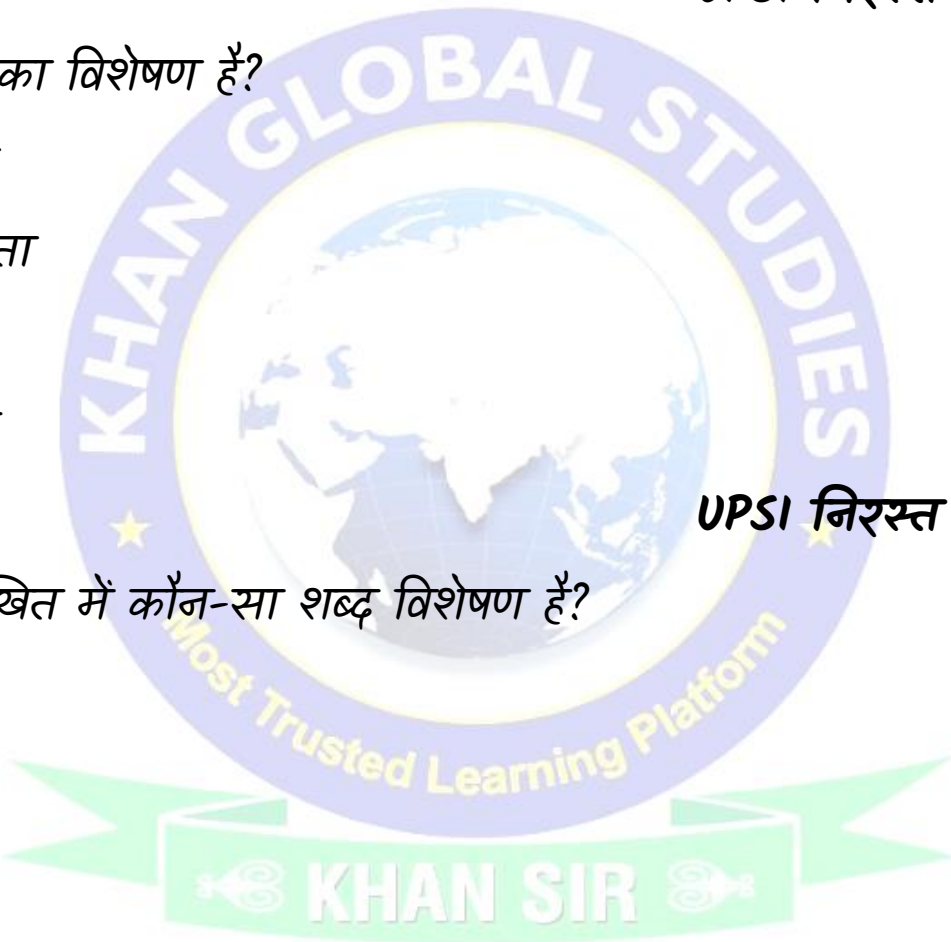 का विशेषण है?
ता
UPSI निरस्त
खित में कौन-सा शब्द विशेषण है?
KHAN GLOBAL STUDIES
Most Trusted Learning Platform
KHAN SIR